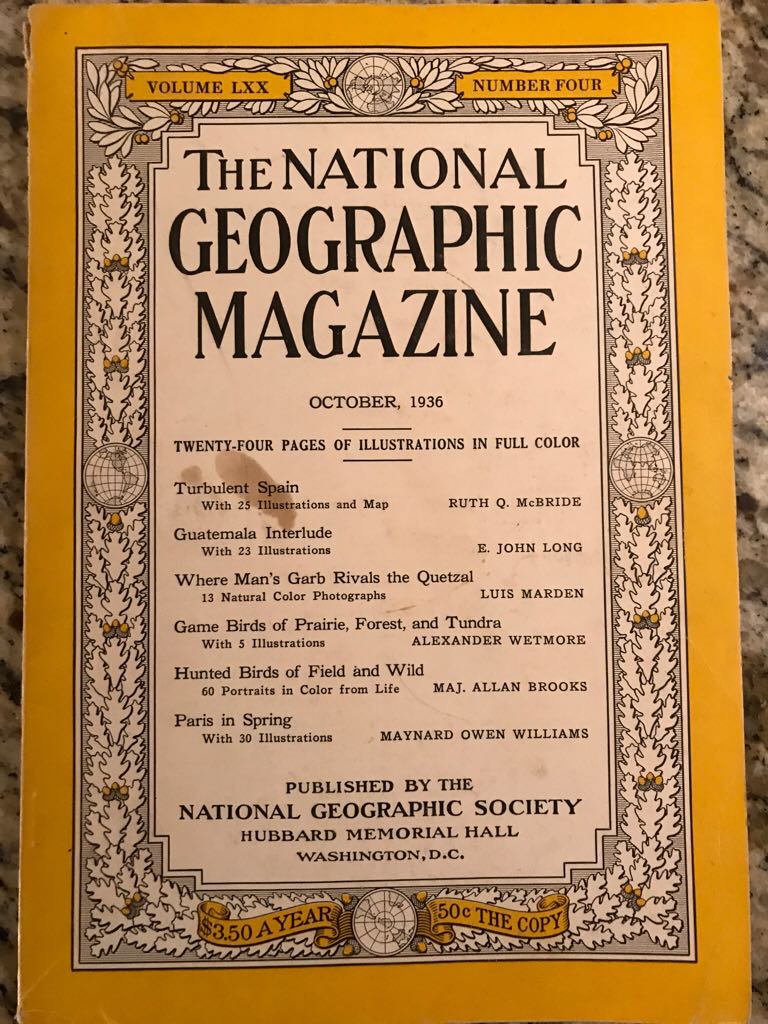 VOLUME LXX NUMBER FOUR
THE NATIONAL
GEOGRAPHIC
MAGAZINE
OCTOBER, 1936
TWENTY-FOUR PAGES OF ILLUSTRATIONS IN FULL COLOR
Turbulent Spain
With 25 Illustrations and Map RUTH Q. McBRIDE
Guatemala Interlude
With 23 Illustrations E. JOHN LONG
Where Man's Garb Rivals the Quetzal
13 Natural Color Photographs LUIS MARDEN
Game Birds of Prairie, Forest, and Tundra
With 5 Illustrations ALEXANDER WETMORE
Hunted Birds of Field and Wild
60 Portraits in Color from Life MAJ. ALLAN BROOKS
Paris in Spring
With 30 Illustrations MAYNARD OWEN WILLIAMS
PUBLISHED BY THE
NATIONAL GEOGRAPHIC SOCIETY
HUBBARD MEMORIAL HALL
WASHINGTON, D.C.
$3.50 A YEAR 50c THE COPY